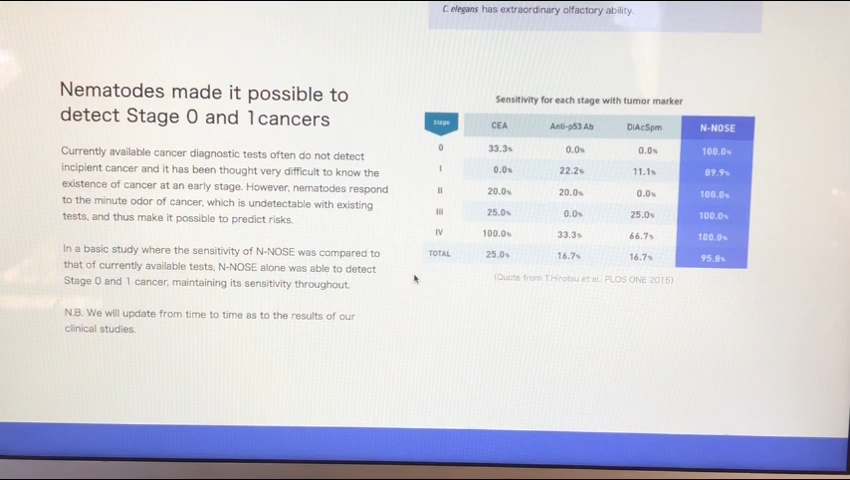 C. elegans has extraordinary olfactory ability.
Nematodes made it possible to
detect Stage 0 and 1cancers
Currently available cancer diagnostic tests often do not detect
incipient cancer and it has been thought very difficult to know the
existence of cancer at an early stage. However, nematodes respond
to the minute odor of cancer, which is undetectable with existing
tests, and thus make it possible to predict risks.
In a basic study where the sensitivity of N-NOSE was compared to
that of currently available tests, N-NOSE alone was able to detect
Stage 0 and 1 cancer, maintaining its sensitivity throughout.
N.B. We will update from time to time as to the results of our
clinical studies.
Sensitivity for each stage with tumor marker
Stage CEA Anti-p53 Ab DiAcSpm N-NOSE
0 33.3% 0.0% 0.0% 100.0%
I 0.0% 22.2% 11.1% 89.9%
II 20.0% 20.0% 0.0% 100.0%
III 25.0% 0.0% 25.0% 100.0%
IV 100.0% 33.3% 66.7% 100.0%
TOTAL 25.0% 16.7% 16.7% 95.8%
(Quote from T.Hirotsu et al., PLOS ONE 2015)